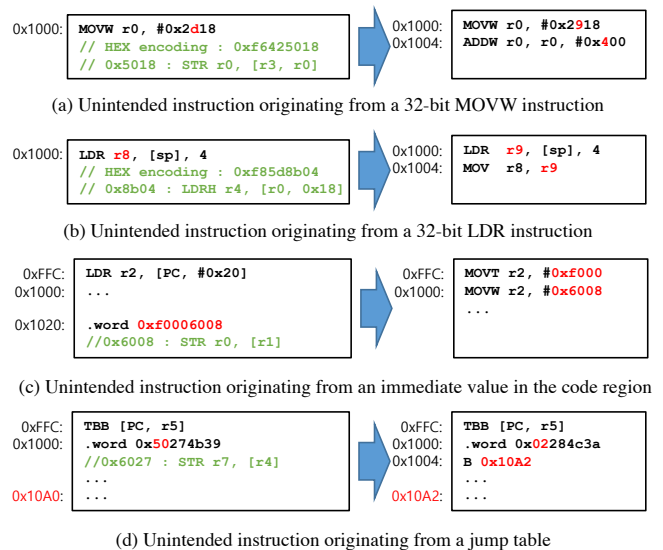 0x1000:
MOVW r0, #0x2d18
// HEX encoding : 0xf6425018
// 0x5018 : STR r0, [r3, r0]
0x1000:
0x1004:
MOVW r0, #0x2918
ADDW r0, r0, #0x400
(a) Unintended instruction originating from a 32-bit MOVW instruction
0x1000:
LDR r8, [sp], 4
// HEX encoding : 0xf85d8b04
// 0x8b04 : LDRH r4, [r0, 0x18]
0x1000:
0x1004:
LDR r9, [sp], 4
MOV r8, r9
(b) Unintended instruction originating from a 32-bit LDR instruction
0xFFC:
0x1000:
0x1020:
LDR r2, [PC, #0x20]
...
.word 0xf0006008
//0x6008 : STR r0, [r1]
0xFFC:
0x1000:
MOVT r2, #0xf000
MOVW r2, #0x6008
...
(c) Unintended instruction originating from an immediate value in the code region
0xFFC:
0x1000:
0x10A0:
TBB [PC, r5]
.word 0x50274b39
//0x6027 : STR r7, [r4]
...
...
0xFFC:
0x1000:
0x1004:
0x10A2:
TBB [PC, r5]
.word 0x02284c3a
B 0x10A2
...
...
(d) Unintended instruction originating from a jump table